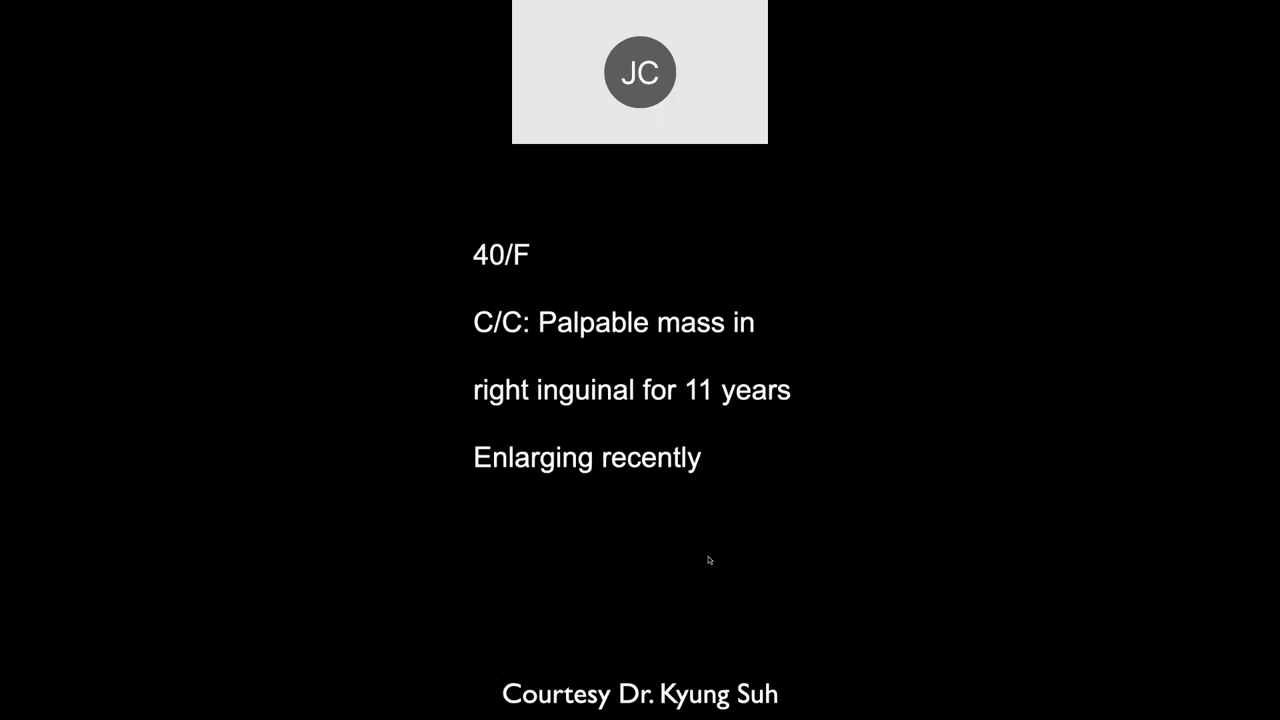 JC
40/F
C/C: Palpable mass in
right inguinal for 11 years
Enlarging recently
Courtesy Dr. Kyung Suh